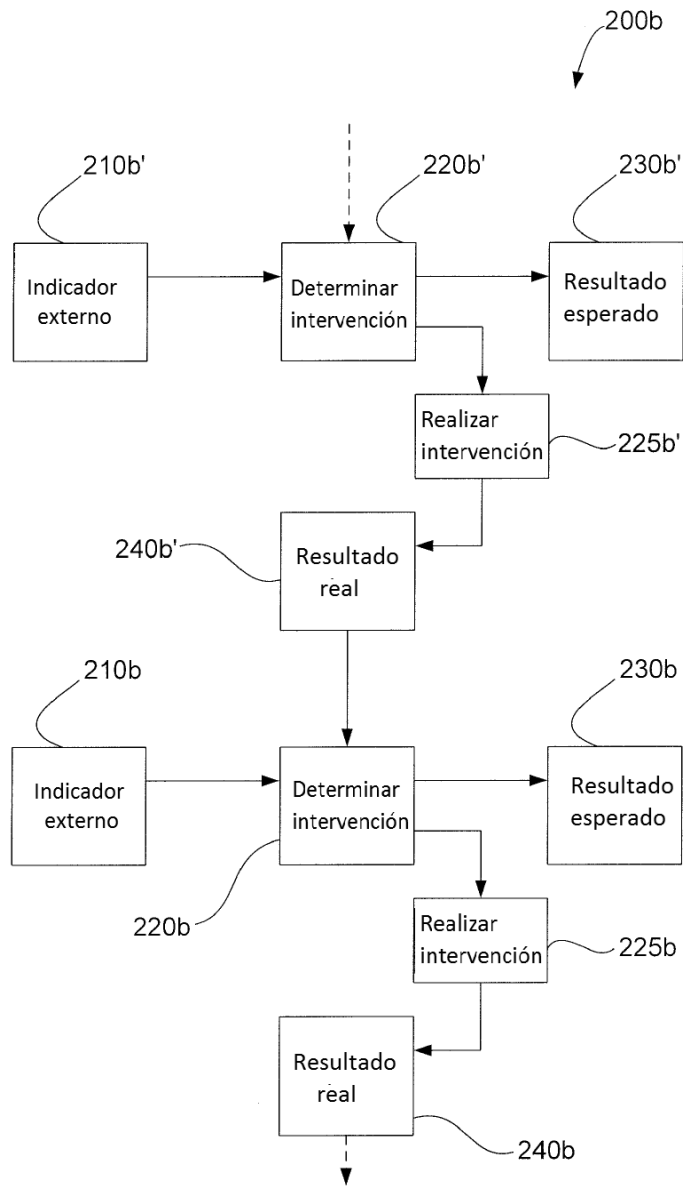 200b
210b'
220b'
230b'
Indicador
externo
Determinar
intervención
Resultado
esperado
Realizar
intervención
225b'
240b'
Resultado
real
210b
230b
Indicador
externo
Determinar
intervención
Resultado
esperado
220b
Realizar
intervención
225b
Resultado
real
240b